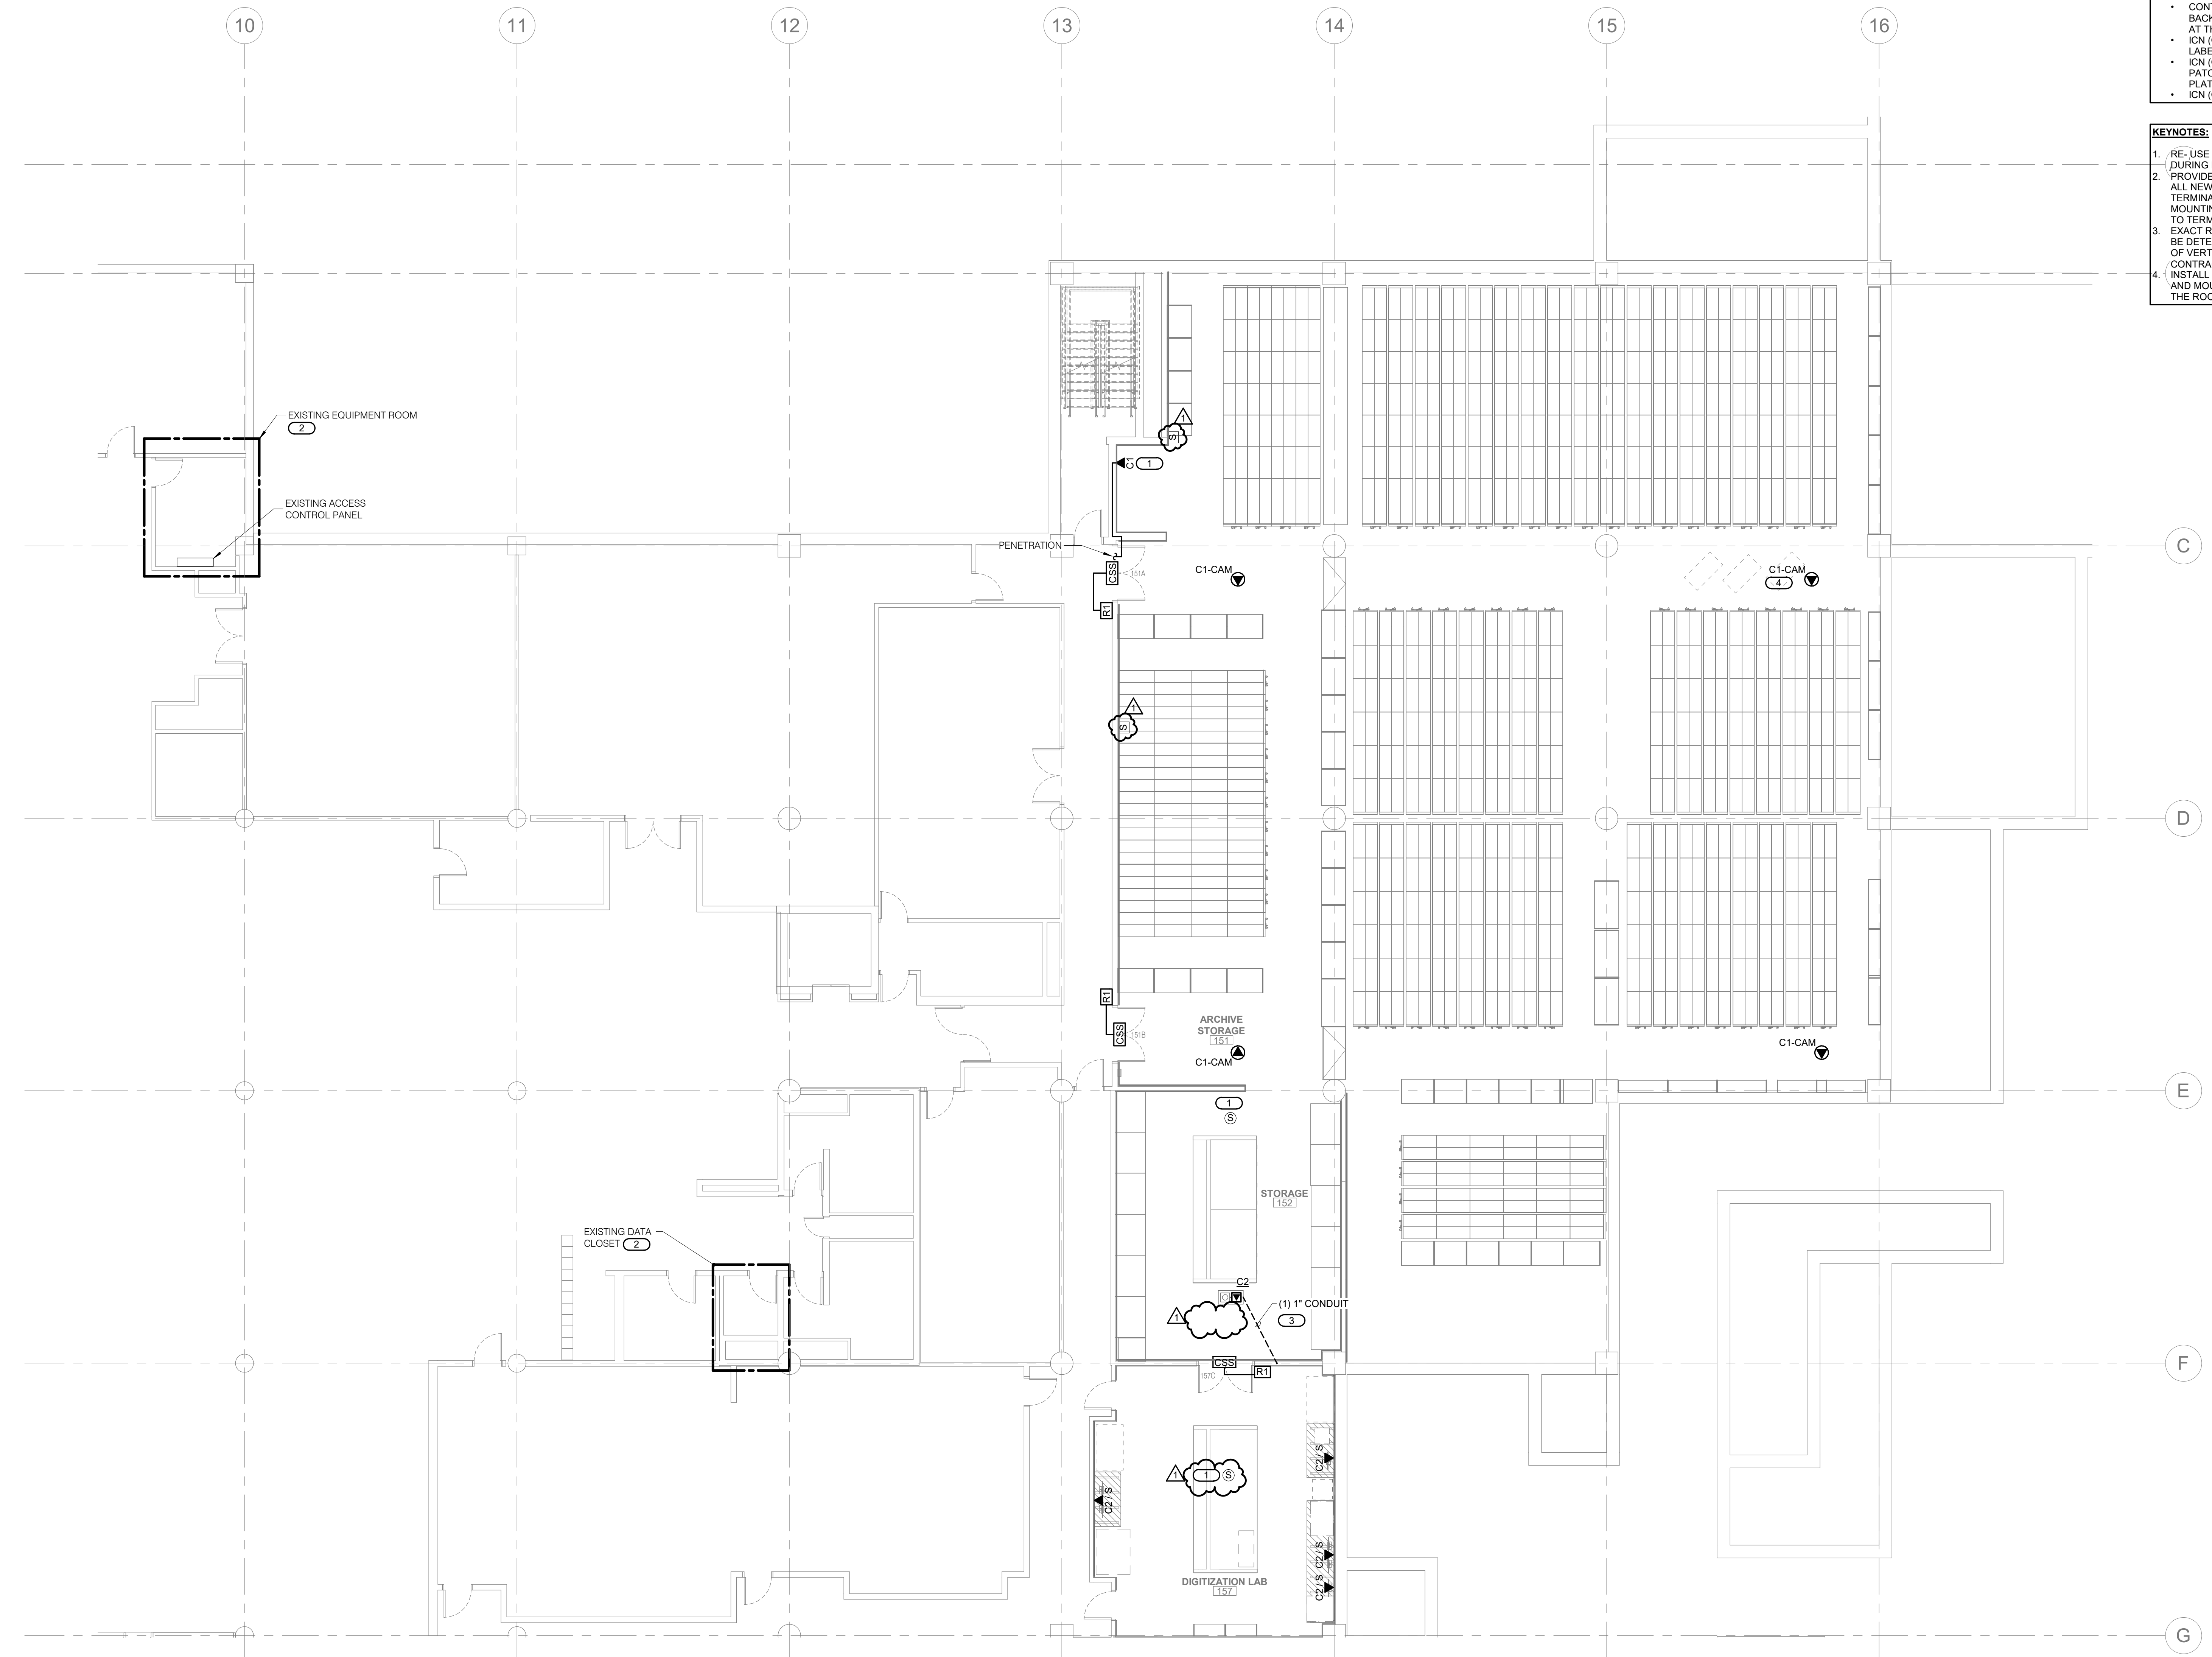 10
11
12
13
14
15
16
BACK
AT TH
ICN (
LABE
ICN (
PATC
PLAT
ICN (
KEYNOTES:
1. RE- USE
DURING
2. PROVIDE
ALL NEW
TERMINA
MOUNTIN
TO TERM
3. EXACT R
BE DETE
OF VERT
CONTRA
4. INSTALL
AND MOU
THE ROO
EXISTING EQUIPMENT ROOM
2
1
S
C1
1
EXISTING ACCESS
CONTROL PANEL
PENETRATION
C
CSS
151A
C1-CAM
C1-CAM
4
R1
1
S
D
R1
ARCHIVE
STORAGE
151
CSS
151B
C1-CAM
C1-CAM
E
1
S
STORAGE
152
EXISTING DATA
CLOSET
2
C2
(1) 1" CONDUIT
1
3
F
CSS
R1
157C
C2 / S
1
1
S
C2 / S
C2 / S
C2 / S
DIGITIZATION LAB
157
G